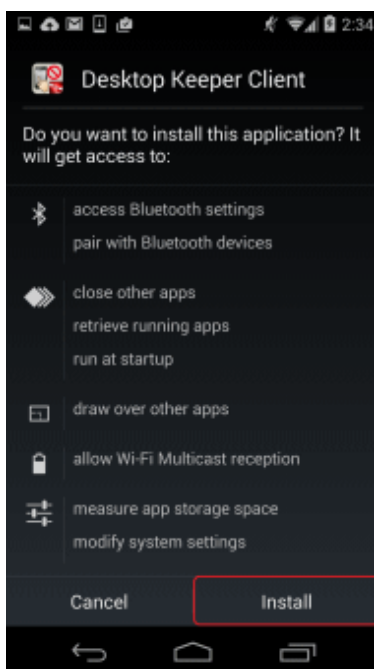 2:34
Desktop Keeper Client
Do you want to install this application? It
will get access to:
access Bluetooth settings
pair with Bluetooth devices
close other apps
retrieve running apps
run at startup
draw over other apps
allow Wi-Fi Multicast reception
measure app storage space
modify system settings
Cancel Install